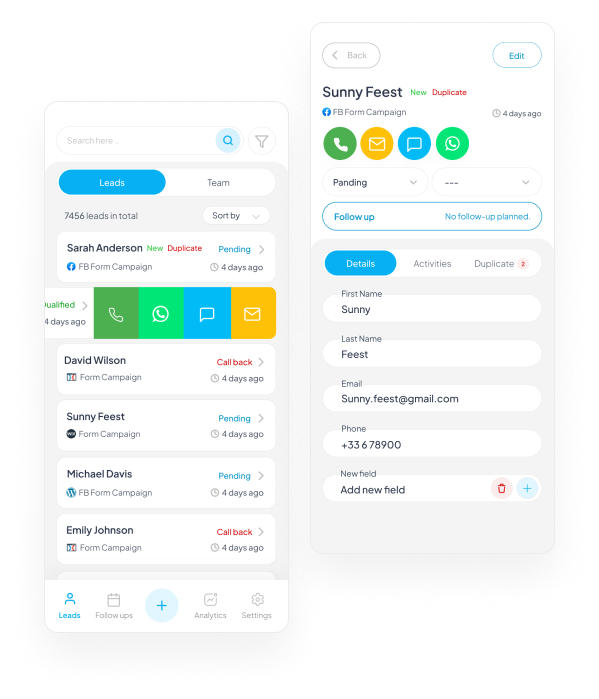 Search here ..
Leads
Team
7456 leads in total
Sort by
Sarah Anderson New Duplicate Pending
FB Form Campaign 4 days ago
ualified
4 days ago
David Wilson Call back
Form Campaign 4 days ago
Sunny Feest Pending
Form Campaign 4 days ago
Michael Davis Pending
FB Form Campaign 4 days ago
Emily Johnson Call back
Form Campaign 4 days ago
Leads
Follow ups
Analytics
Settings
Back
Edit
Sunny Feest New Duplicate
FB Form Campaign 4 days ago
Panding
---
Follow up No follow-up planned.
Details
Activities
Duplicate 2
First Name
Sunny
Last Name
Feest
Email
Sunny.feest@gmail.com
Phone
+33 6 78900
New field
Add new field